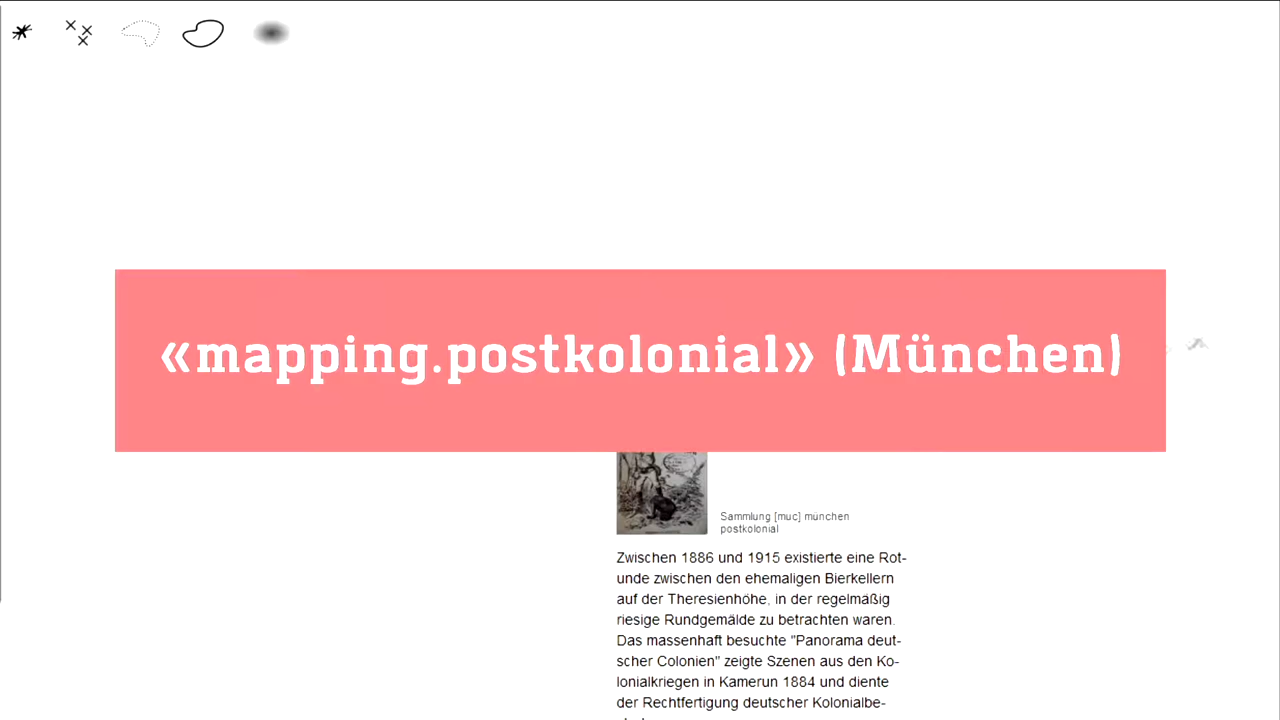 «mapping.postkolonial» (München)
Sammlung [muc] münchen
postkolonial
Zwischen 1886 und 1915 existierte eine Rot-
unde zwischen den ehemaligen Bierkellern
auf der Theresienhöhe, in der regelmäßig
riesige Rundgemälde zu betrachten waren.
Das massenhaft besuchte "Panorama deut-
scher Colonien" zeigte Szenen aus den Ko-
lonialkriegen in Kamerun 1884 und diente
der Rechtfertigung deutscher Kolonialbe-